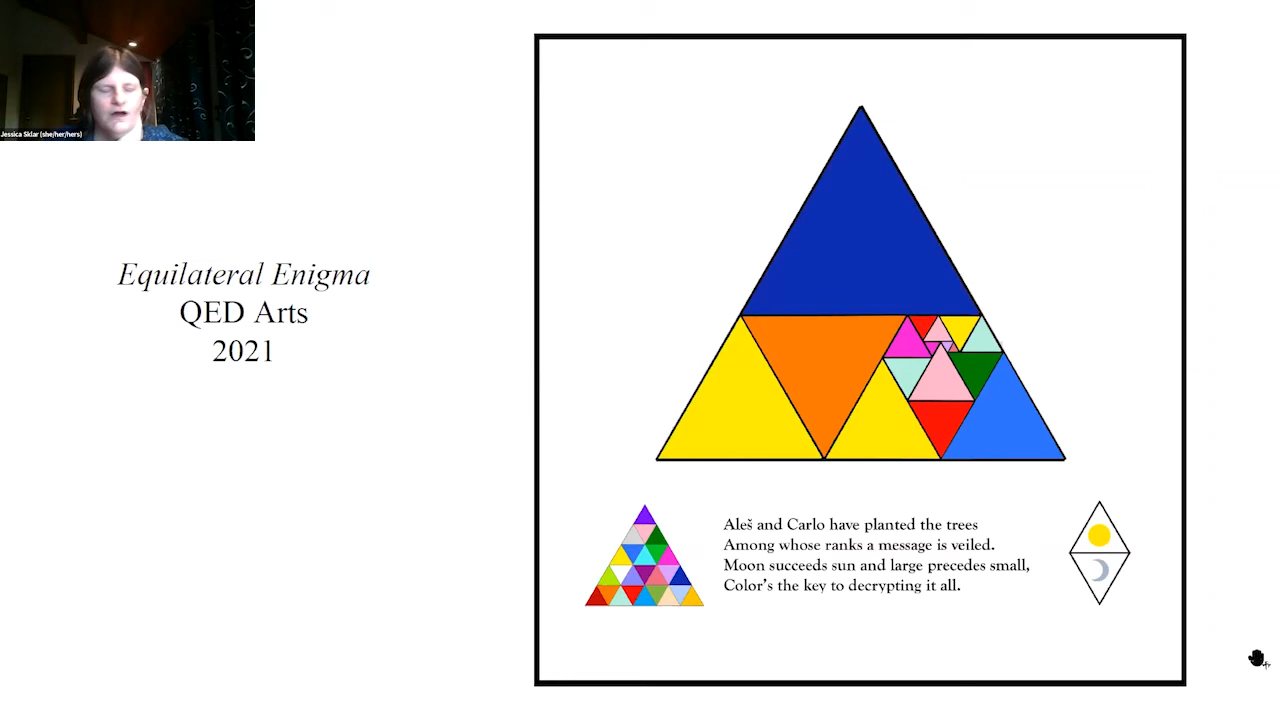 Jessica Sklar (she/her/hers)
Equilateral Enigma
QED Arts
2021
Aleš and Carlo have planted the trees
Among whose ranks a message is veiled.
Moon succeeds sun and large precedes small,
Color's the key to decrypting it all.